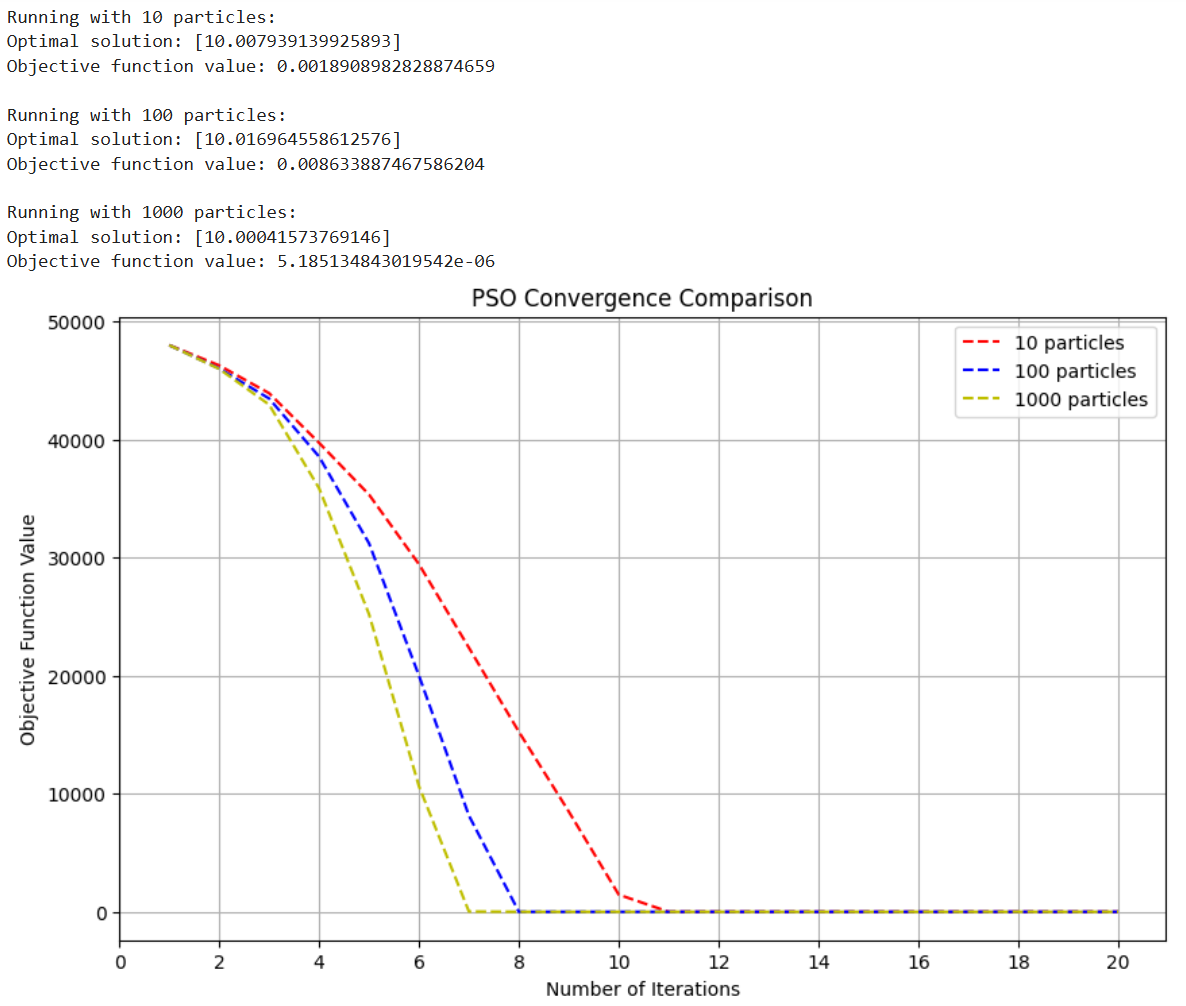 Running with 10 particles:
Optimal solution: [10.007939139925893]
Objective function value: 0.0018908982828874659
Running with 100 particles:
Optimal solution: [10.016964558612576]
Objective function value: 0.008633887467586204
Running with 1000 particles:
Optimal solution: [10.00041573769146]
Objective function value: 5.185134843019542e-06
PSO Convergence Comparison
50000
40000
30000
20000
10000
0
Objective Function Value
10 particles
100 particles
1000 particles
0 2 4 6 8 10 12 14 16 18 20
Number of Iterations